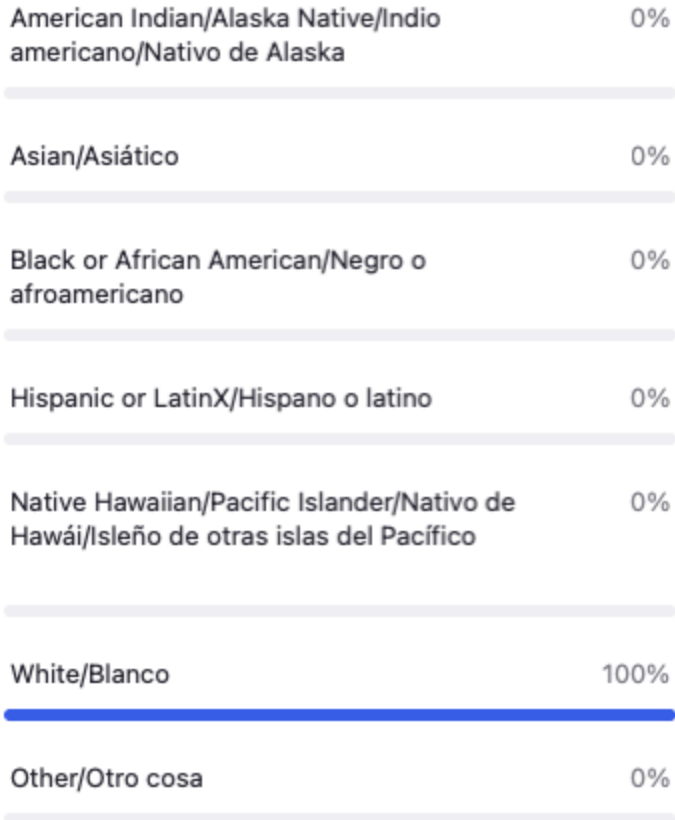 American Indian/Alaska Native/Indio 0%
americano/Nativo de Alaska
Asian/Asiático 0%
Black or African American/Negro o 0%
afroamericano
Hispanic or LatinX/Hispano o latino 0%
Native Hawaiian/Pacific Islander/Nativo de 0%
Hawái/Isleño de otras islas del Pacífico
White/Blanco 100%
Other/Otro cosa 0%